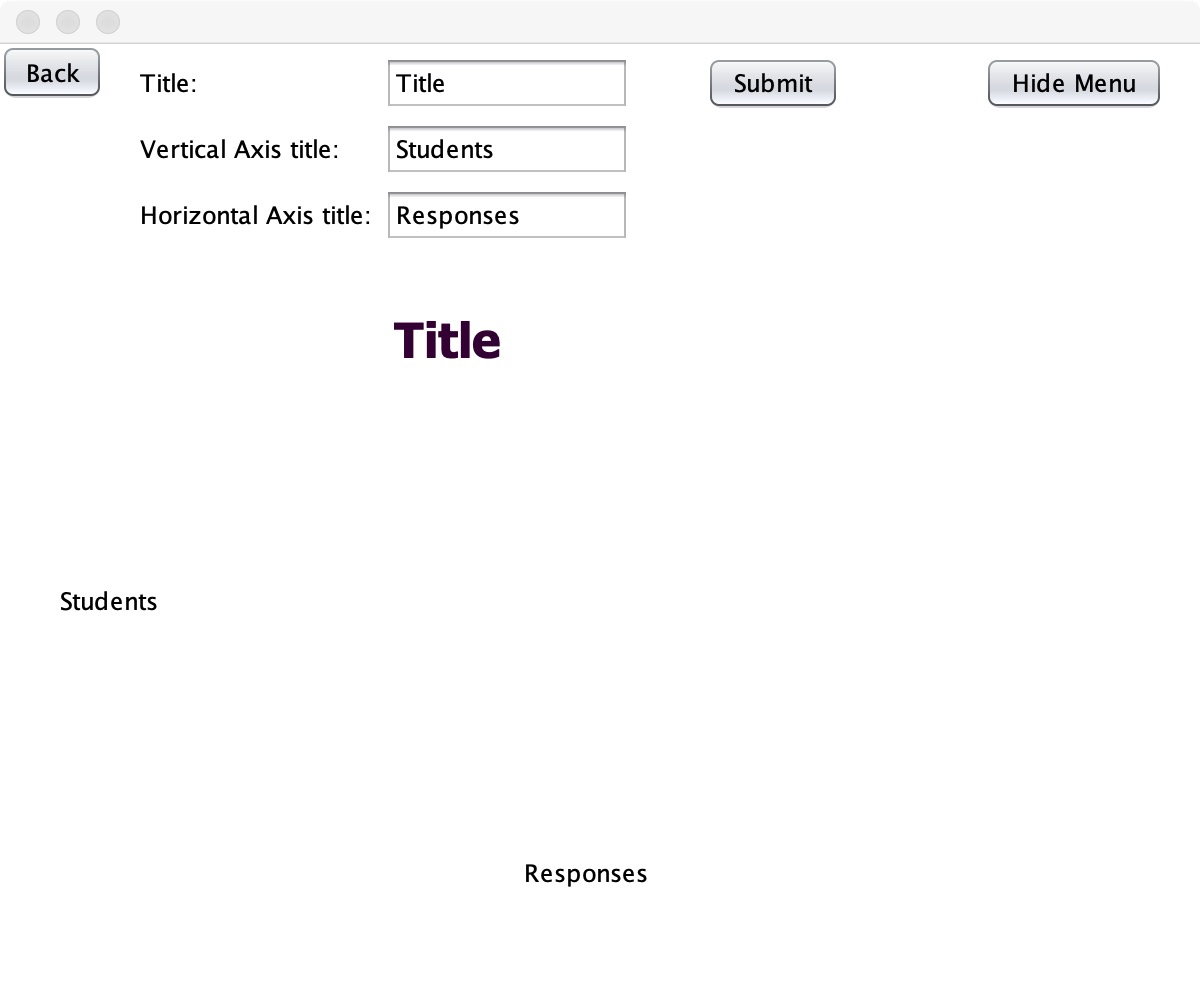 Back
Title:
Title
Submit
Hide Menu
Vertical Axis title:
Students
Horizontal Axis title:
Responses
Title
Students
Responses